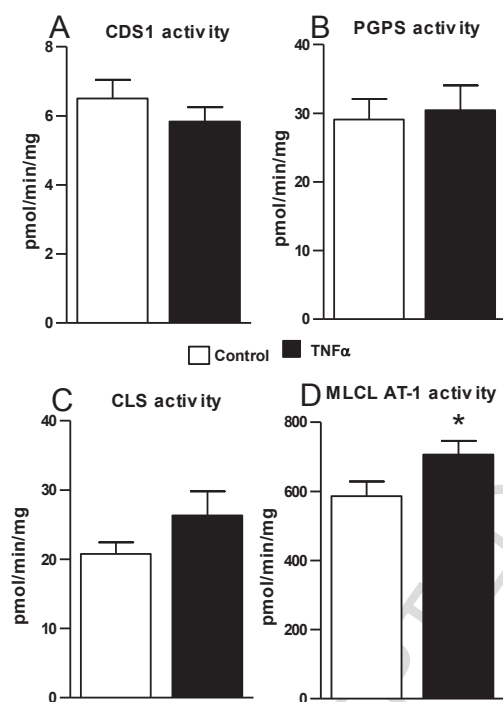 A CDS1 activity
8
6
4
2
0
pmol/min/mg
B PGPS activity
40
30
20
10
0
pmol/min/mg
Control TNFα
C CLS activity
40
30
20
10
0
pmol/min/mg
D MLCL AT-1 activity
*
800
600
400
200
0
pmol/min/mg